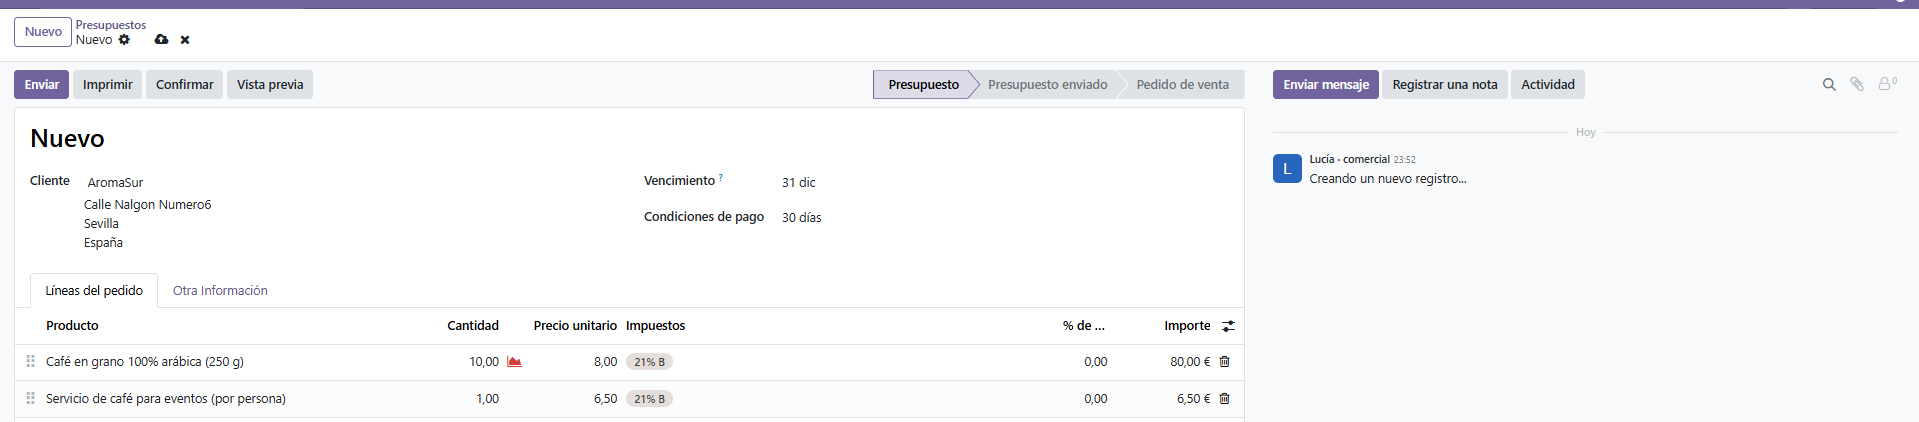 Nuevo
Presupuestos
Nuevo
Enviar Imprimir Confirmar Vista previa
Presupuesto Presupuesto enviado Pedido de venta
Enviar mensaje Registrar una nota Actividad
0
Nuevo
Cliente AromaSur
Calle Nalgon Numero6
Sevilla
España
Vencimiento ? 31 dic
Condiciones de pago 30 días
Líneas del pedido Otra Información
Producto Cantidad Precio unitario Impuestos % de ... Importe
Café en grano 100% arábica (250 g) 10,00 8,00 21% B 0,00 80,00 €
Servicio de café para eventos (por persona) 1,00 6,50 21% B 0,00 6,50 €
Hoy
L
Lucía - comercial 23:52
Creando un nuevo registro...